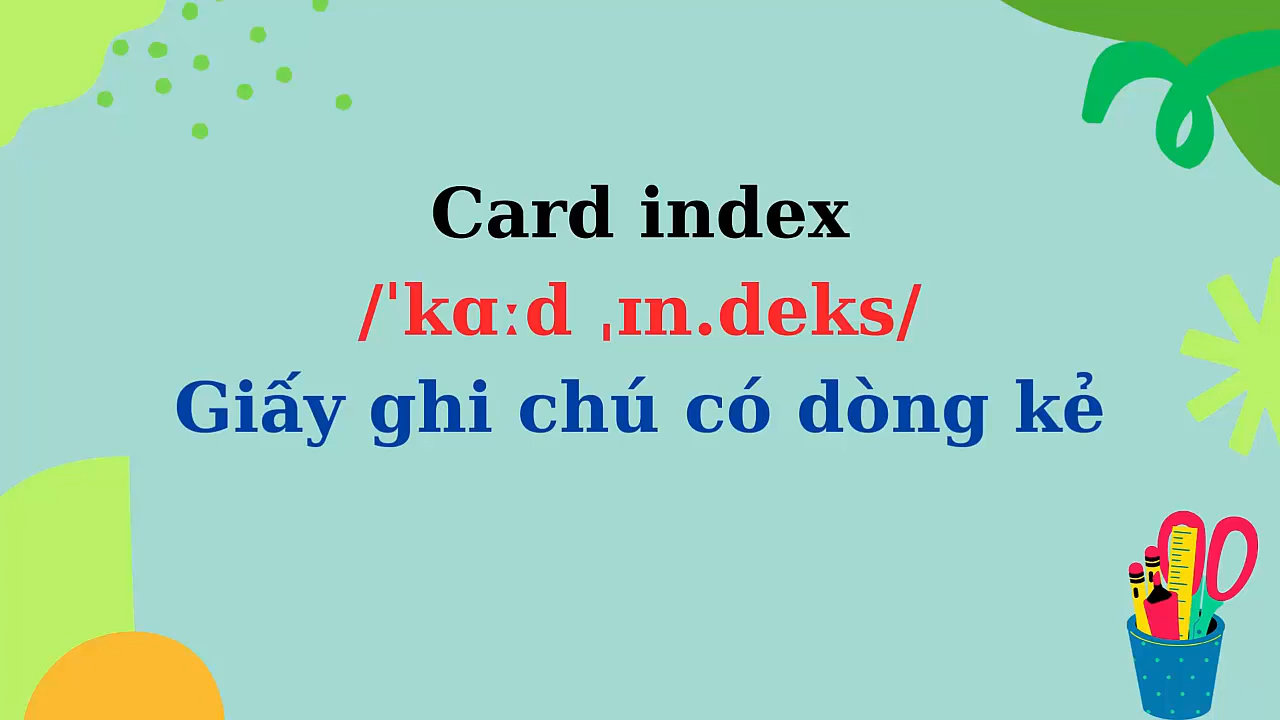 Card index
/ˈkɑːd ˌɪn.deks/
Giấy ghi chú có dòng kẻ